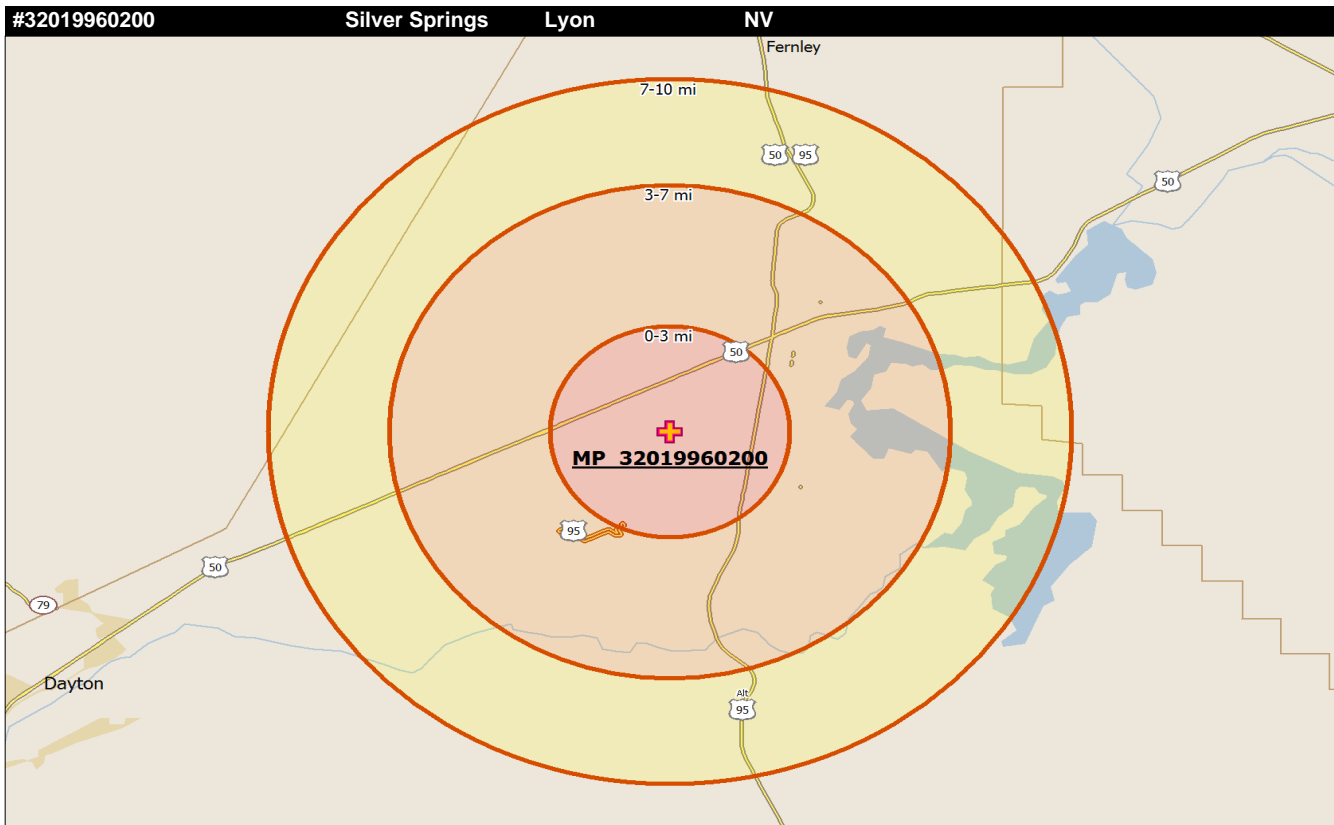 #32019960200 Silver Springs Lyon NV
Fernley
7-10 mi
50 95
50
3-7 mi
0-3 mi
50
MP 32019960200
95
50
79
Dayton
Alt
95